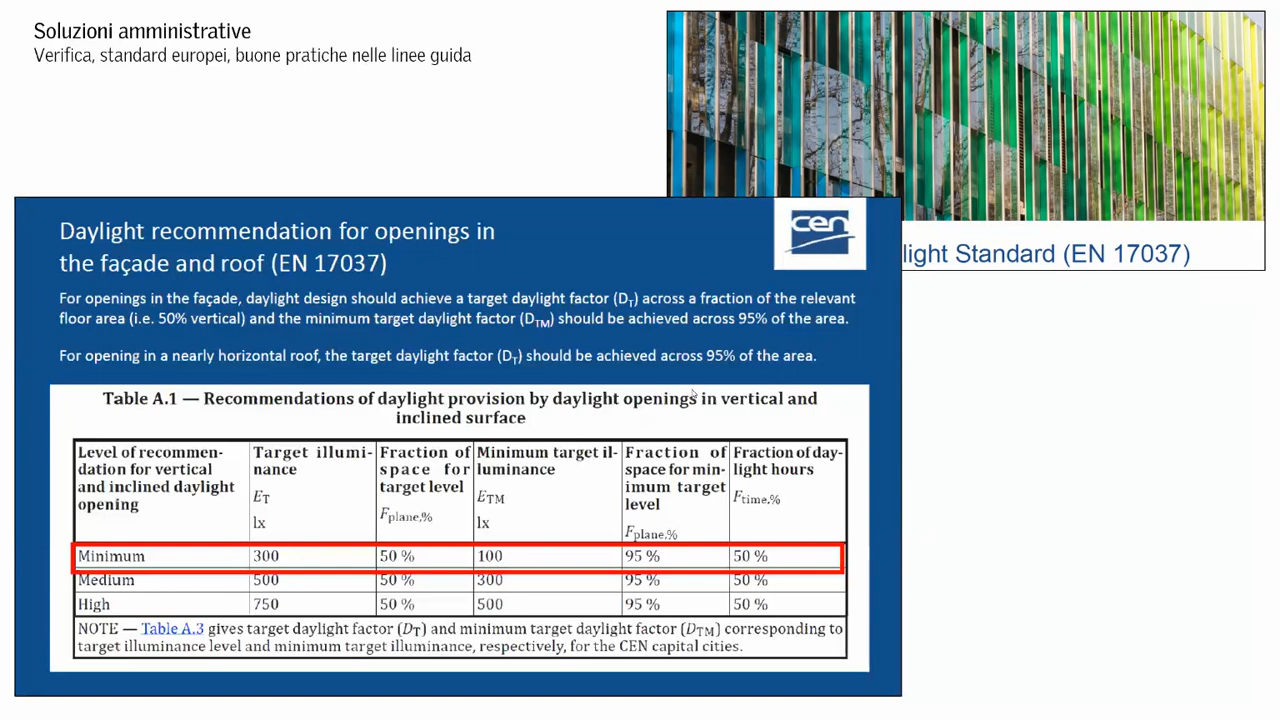 Soluzioni amministrative
Verifica, standard europei, buone pratiche nelle linee guida
light Standard (EN 17037)
cen
Daylight recommendation for openings in
the façade and roof (EN 17037)
For openings in the façade, daylight design should achieve a target daylight factor (DT) across a fraction of the relevant
floor area (i.e. 50% vertical) and the minimum target daylight factor (DTM) should be achieved across 95% of the area.
For opening in a nearly horizontal roof, the target daylight factor (DT) should be achieved across 95% of the area.
Table A.1 — Recommendations of daylight provision by daylight openings in vertical and
inclined surface
Level of recommen-
dation for vertical
and inclined daylight
opening
Target illumi-
nance
ET
lx
Fraction of
space for
target level
Fplane,%
Minimum target il-
luminance
ETM
lx
Fraction of
space for min-
imum target
level
Fplane,%
Fraction of day-
light hours
Ftime,%
Minimum 300 50 % 100 95 % 50 %
Medium 500 50 % 300 95 % 50 %
High 750 50 % 500 95 % 50 %
NOTE — Table A.3 gives target daylight factor (DT) and minimum target daylight factor (DTM) corresponding to
target illuminance level and minimum target illuminance, respectively, for the CEN capital cities.